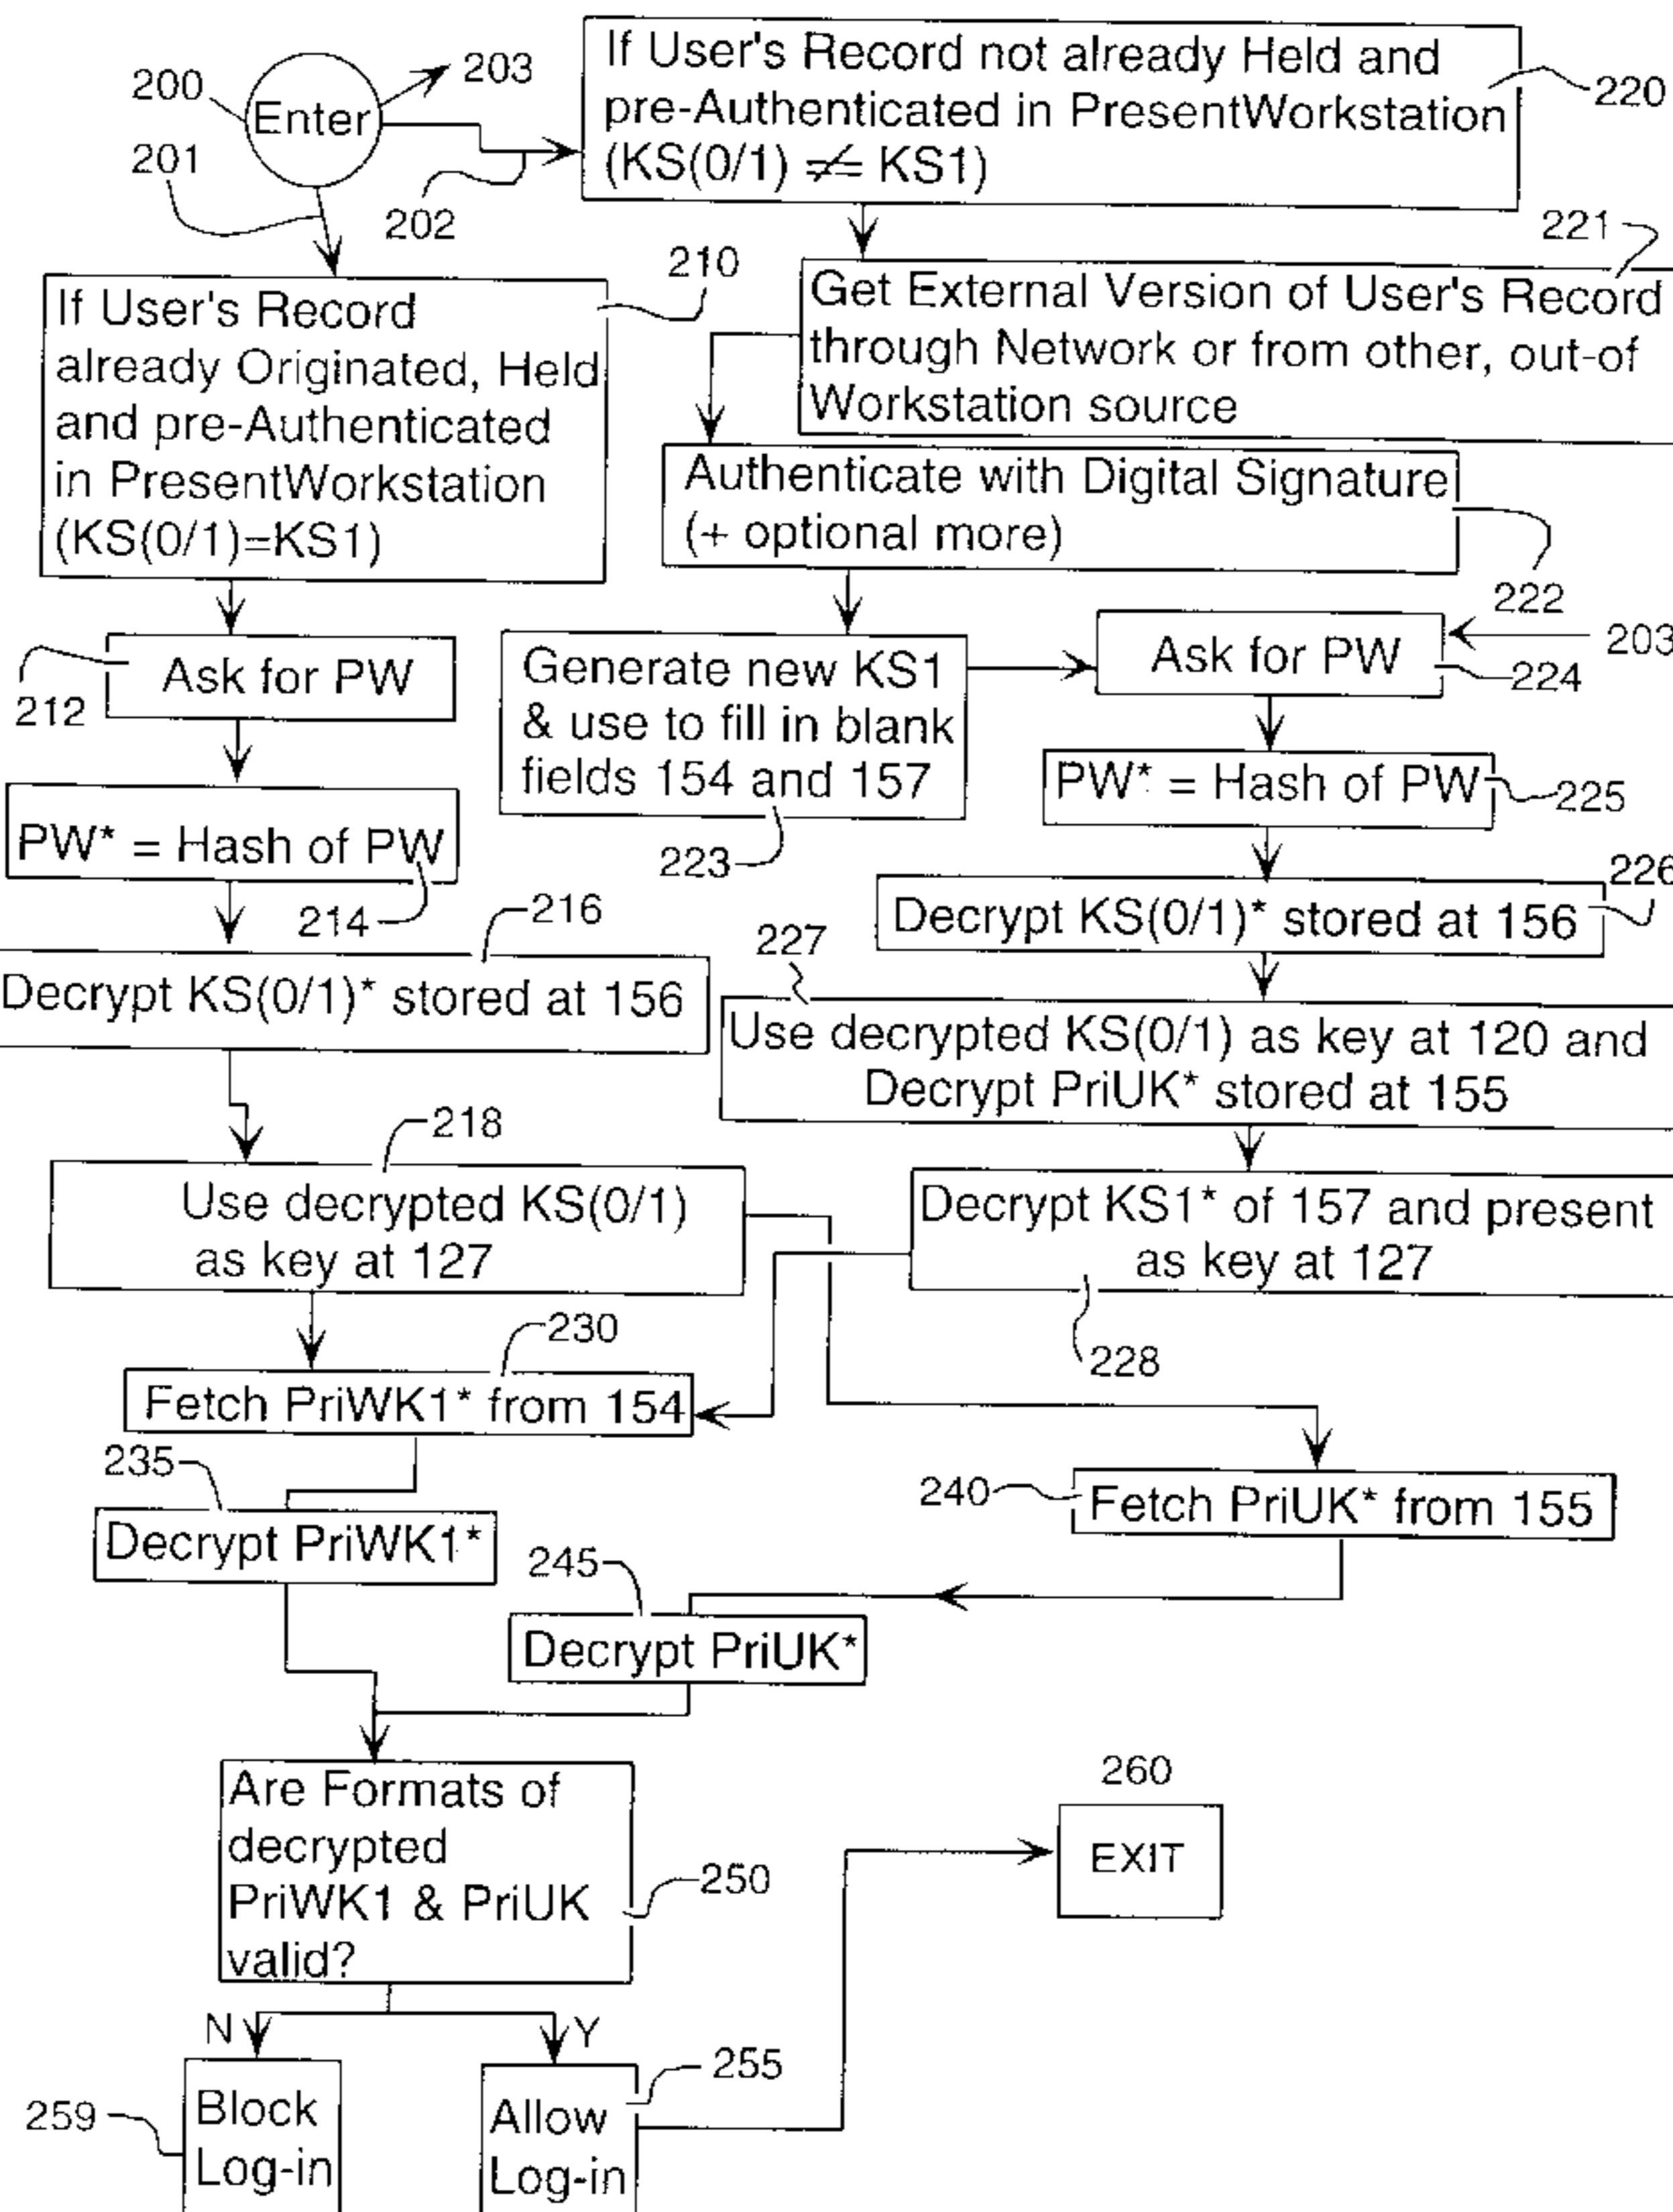 200
Enter
203
201
202
If User's Record not already Held and
pre-Authenticated in PresentWorkstation
(KS(0/1) ≠ KS1)
220
221
Get External Version of User's Record
through Network or from other, out-of
Workstation source
210
If User's Record
already Originated, Held
and pre-Authenticated
in PresentWorkstation
(KS(0/1)=KS1)
Authenticate with Digital Signature
(+ optional more)
222
212
Ask for PW
Generate new KS1
& use to fill in blank
fields 154 and 157
223
Ask for PW
203
224
PW* = Hash of PW
214
PW* = Hash of PW
225
216
Decrypt KS(0/1)* stored at 156
226
Decrypt KS(0/1)* stored at 156
227
Use decrypted KS(0/1) as key at 120 and
Decrypt PriUK* stored at 155
218
Use decrypted KS(0/1)
as key at 127
Decrypt KS1* of 157 and present
as key at 127
228
230
Fetch PriWK1* from 154
235
Decrypt PriWK1*
240
Fetch PriUK* from 155
245
Decrypt PriUK*
Are Formats of
decrypted
PriWK1 & PriUK
valid?
250
260
EXIT
N
Y
259
Block
Log-in
255
Allow
Log-in